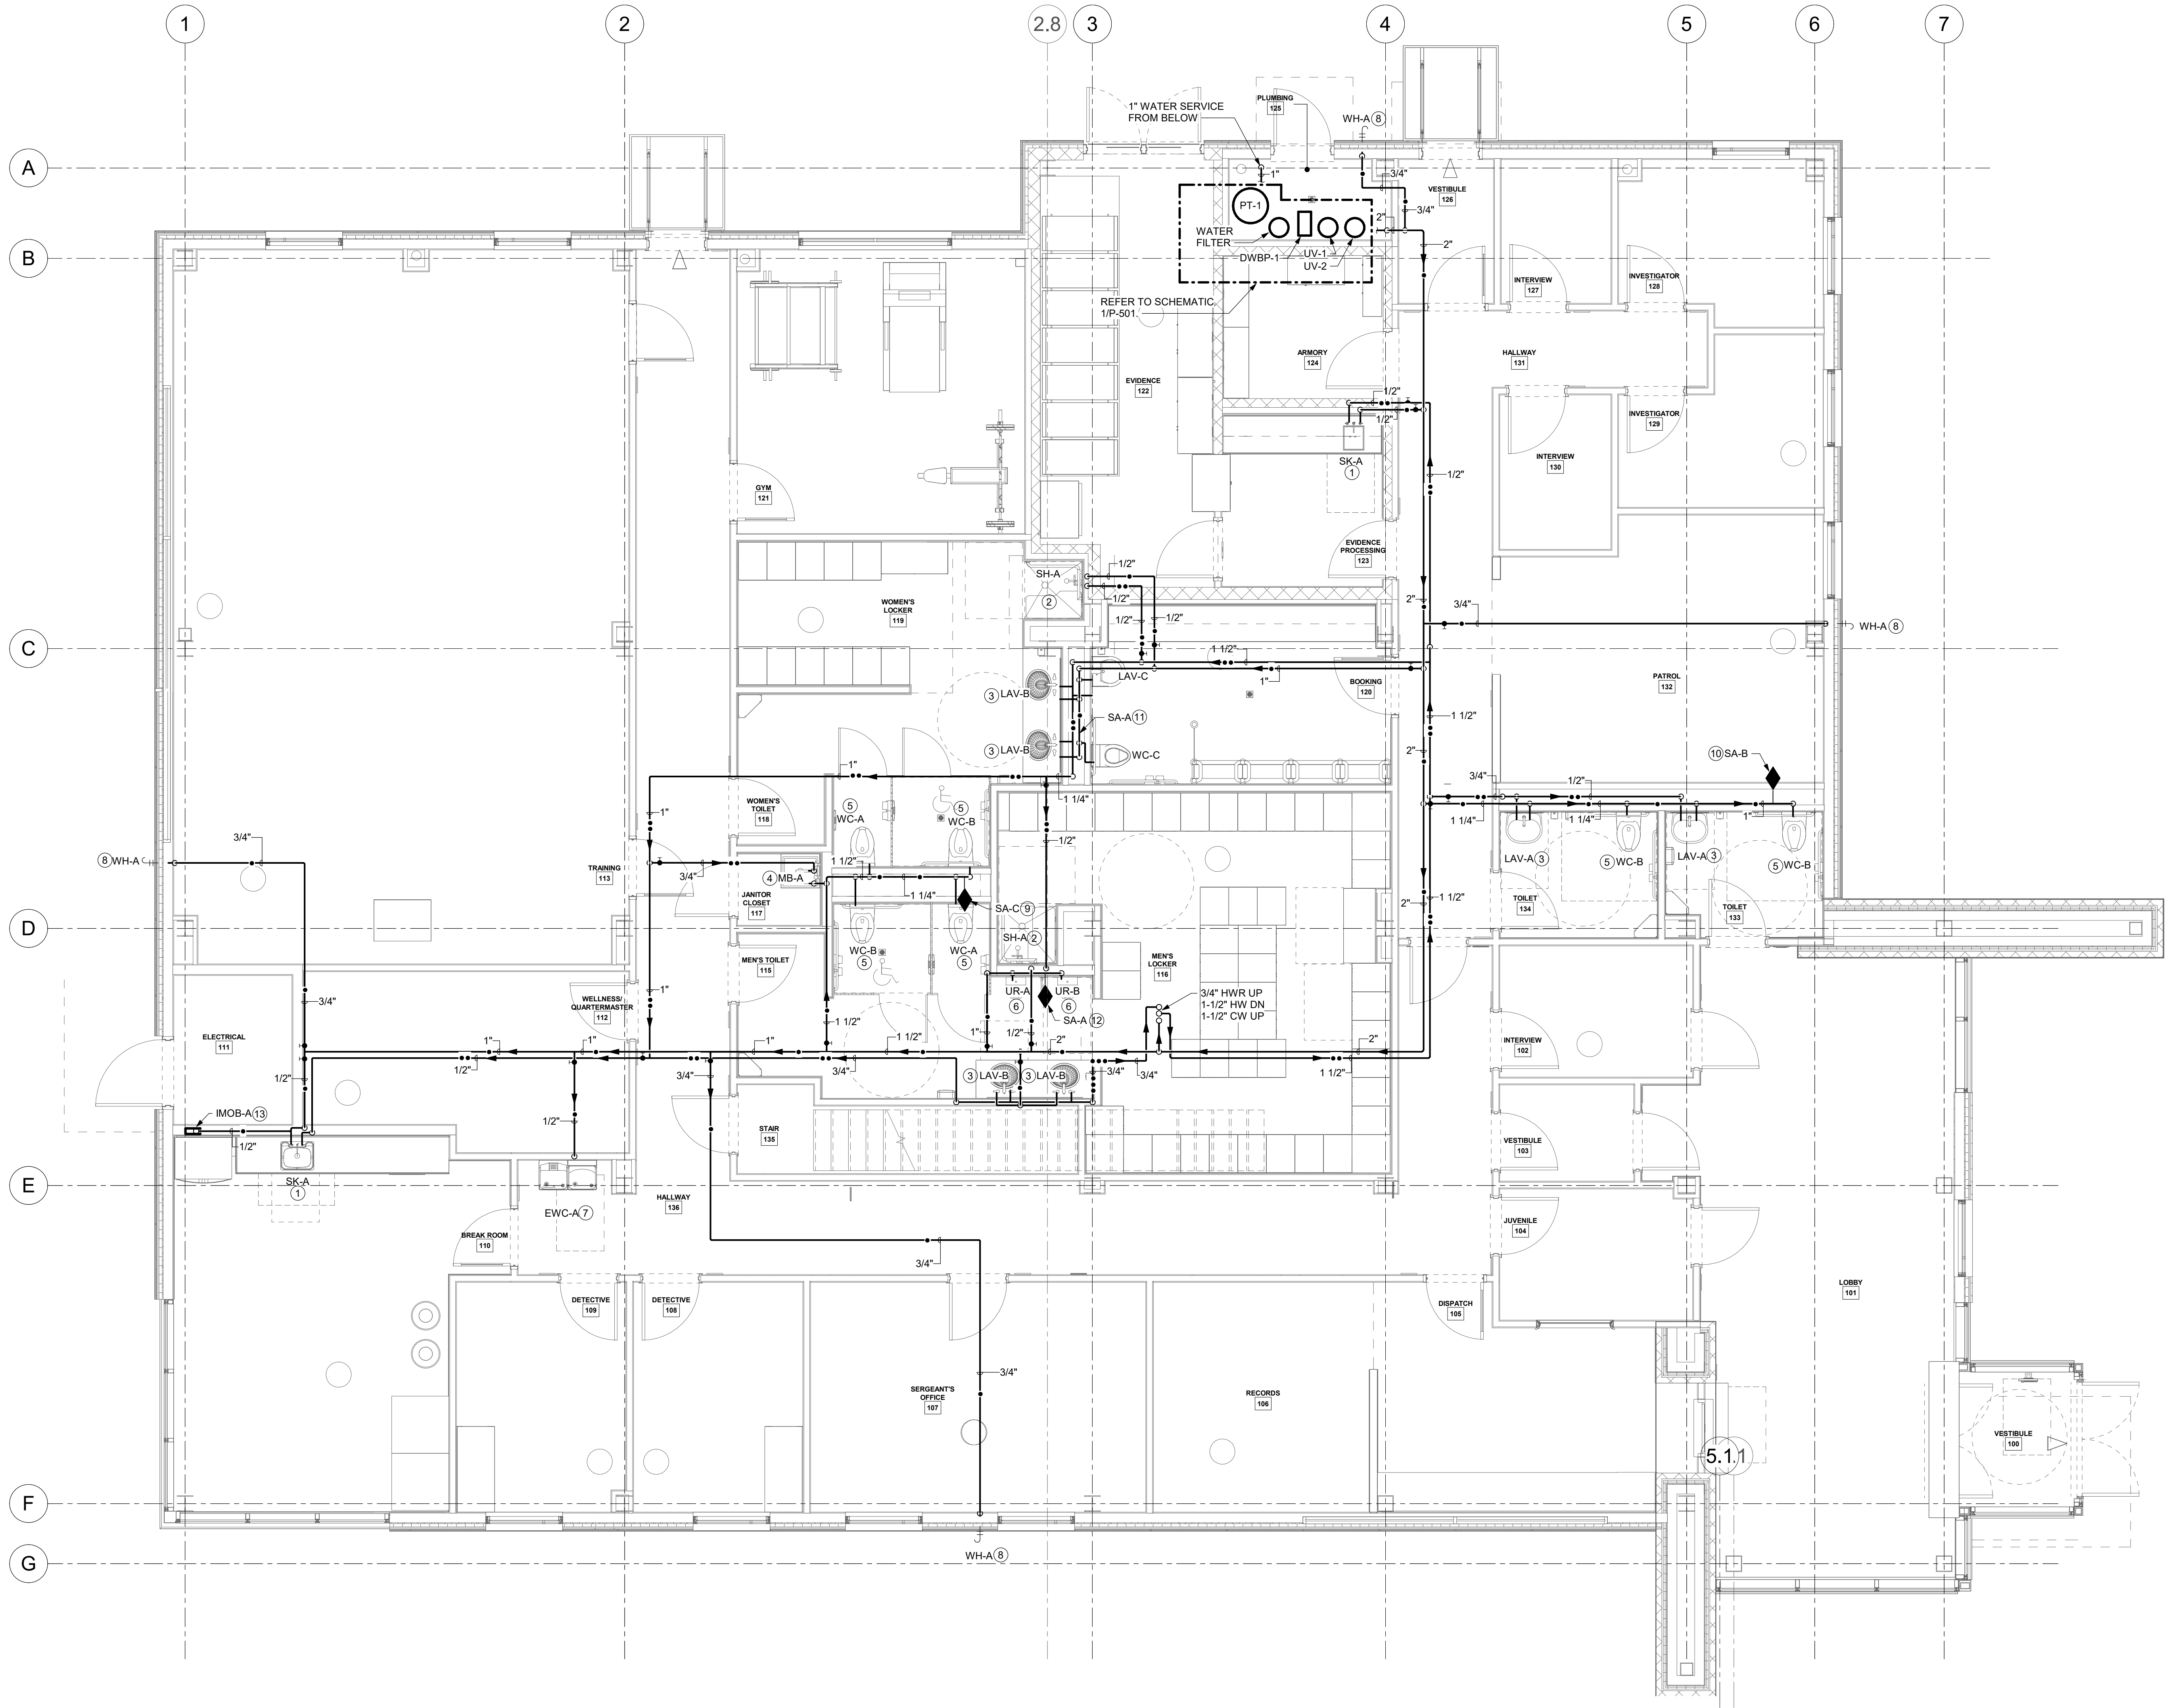 1
2
2.8
3
4
5
6
7
A
B
C
D
E
F
G
1" WATER SERVICE
FROM BELOW
PLUMBING
125
WH-A 8
1"
3/4"
3/4"
VESTIBULE
126
PT-1
2"
2"
WATER
FILTER
DWBP-1
UV-1
UV-2
REFER TO SCHEMATIC
1/P-501.
INTERVIEW
127
INVESTIGATOR
128
ARMORY
124
HALLWAY
131
EVIDENCE
122
1/2"
1/2"
INVESTIGATOR
129
SK-A
1
INTERVIEW
130
1/2"
GYM
121
EVIDENCE
PROCESSING
123
SH-A
2
1/2"
1/2"
1/2"
1/2"
WOMEN'S
LOCKER
119
2"
3/4"
WH-A 8
1 1/2"
1"
LAV-C
BOOKING
120
PATROL
132
3 LAV-B
SA-A 11
1 1/2"
3 LAV-B
WC-C
2"
10 SA-B
1"
1 1/4"
3/4"
1/2"
1 1/4"
1 1/4"
1"
WOMEN'S
TOILET
118
5
WC-A
5
WC-B
1"
1/2"
LAV-A 3
5 WC-B
LAV-A 3
5 WC-B
3/4"
8 WH-A
TRAINING
113
3/4"
4 MB-A
1 1/2"
1 1/4"
JANITOR
CLOSET
117
SA-C 9
2"
1 1/2"
TOILET
134
TOILET
133
SH-A 2
WC-B
5
WC-A
5
MEN'S TOILET
115
MEN'S
LOCKER
116
3/4"
1"
WELLNESS/
QUARTERMASTER
112
UR-A
6
UR-B
6
SA-A 12
3/4" HWR UP
1-1/2" HW DN
1-1/2" CW UP
1 1/2"
1"
1/2"
ELECTRICAL
111
1"
1"
1"
1 1/2"
2"
2"
INTERVIEW
102
1/2"
1/2"
3/4"
3/4"
3/4"
3/4"
1 1/2"
3 LAV-B
3 LAV-B
IMOB-A 13
1/2"
1/2"
STAIR
135
VESTIBULE
103
SK-A
1
EWC-A 7
HALLWAY
136
JUVENILE
104
BREAK ROOM
110
3/4"
DETECTIVE
109
DETECTIVE
108
DISPATCH
105
LOBBY
101
3/4"
SERGEANT'S
OFFICE
107
RECORDS
106
VESTIBULE
100
5.1
WH-A 8